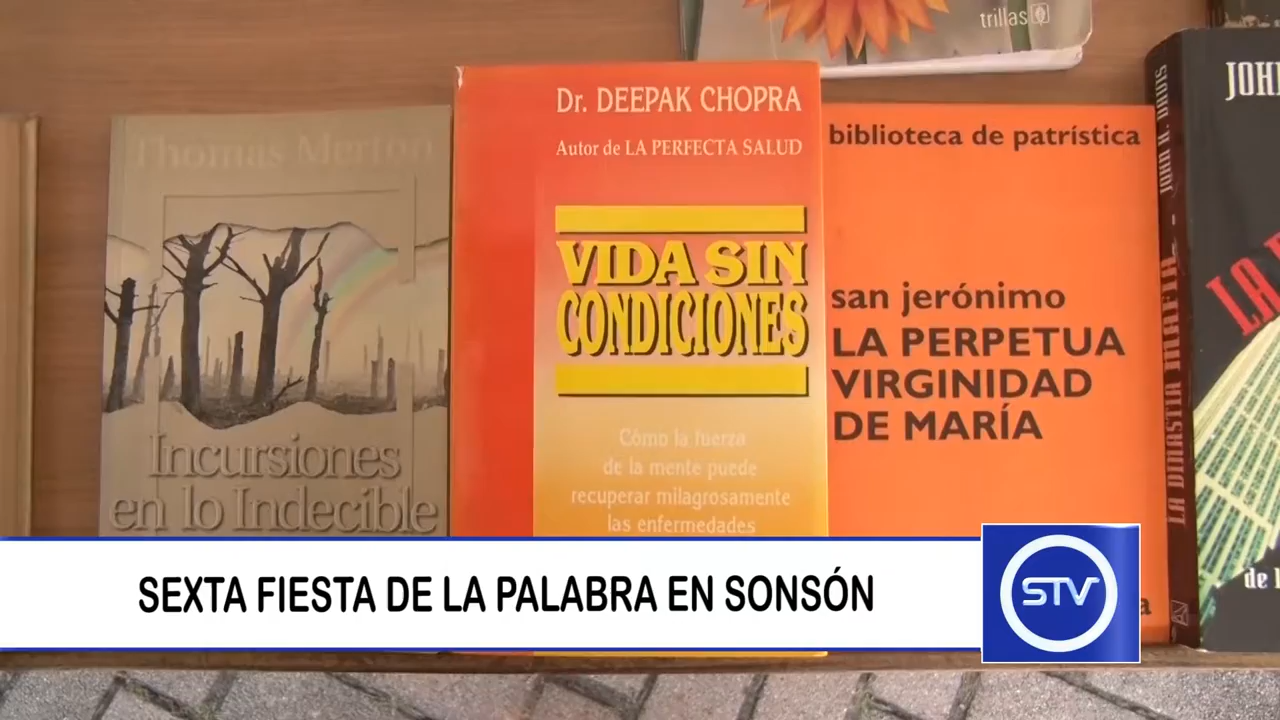 trillas
Thomas Merton
Incursiones
en lo Indecible
Dr. DEEPAK CHOPRA
Autor de LA PERFECTA SALUD
VIDA SIN
CONDICIONES
Cómo la fuerza
de la mente puede
recuperar milagrosamente
las enfermedades
biblioteca de patrística
san jerónimo
LA PERPETUA
VIRGINIDAD
DE MARÍA
LA DINASTIA MAFIA - JOHN H. DAVIS
SEXTA FIESTA DE LA PALABRA EN SONSÓN
STV